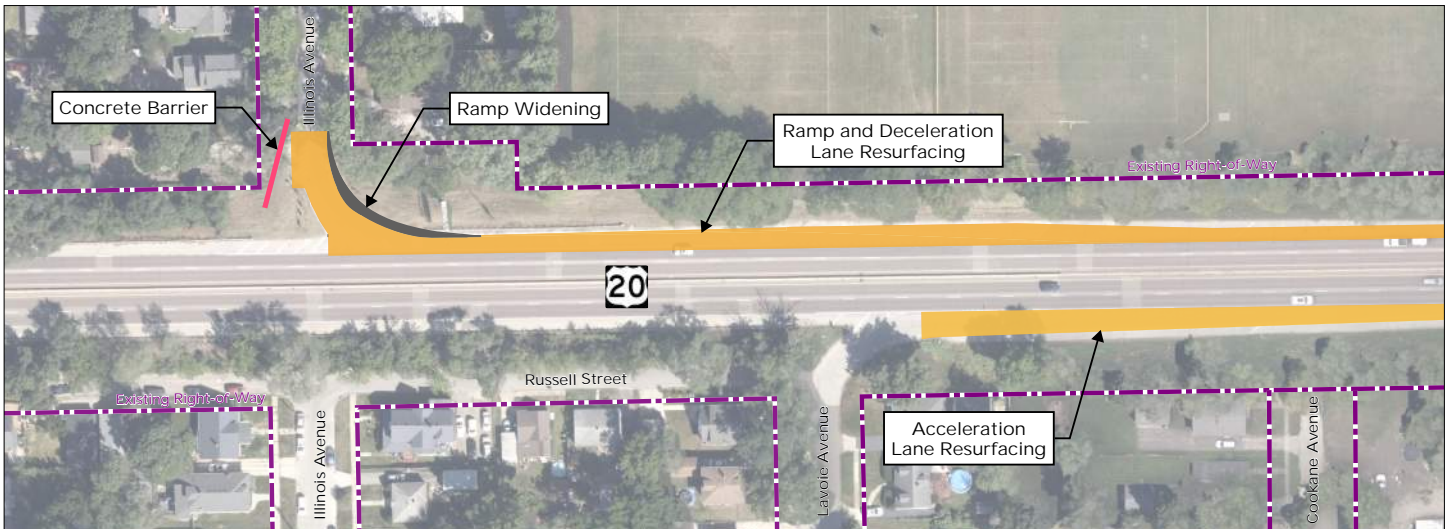 Illinois Avenue
Concrete Barrier
Ramp Widening
Ramp and Deceleration
Lane Resurfacing
Existing Right-of-Way
20
Russell Street
Existing Right-of-Way
Illinois Avenue
Lavoie Avenue
Acceleration
Lane Resurfacing
Cookane Avenue